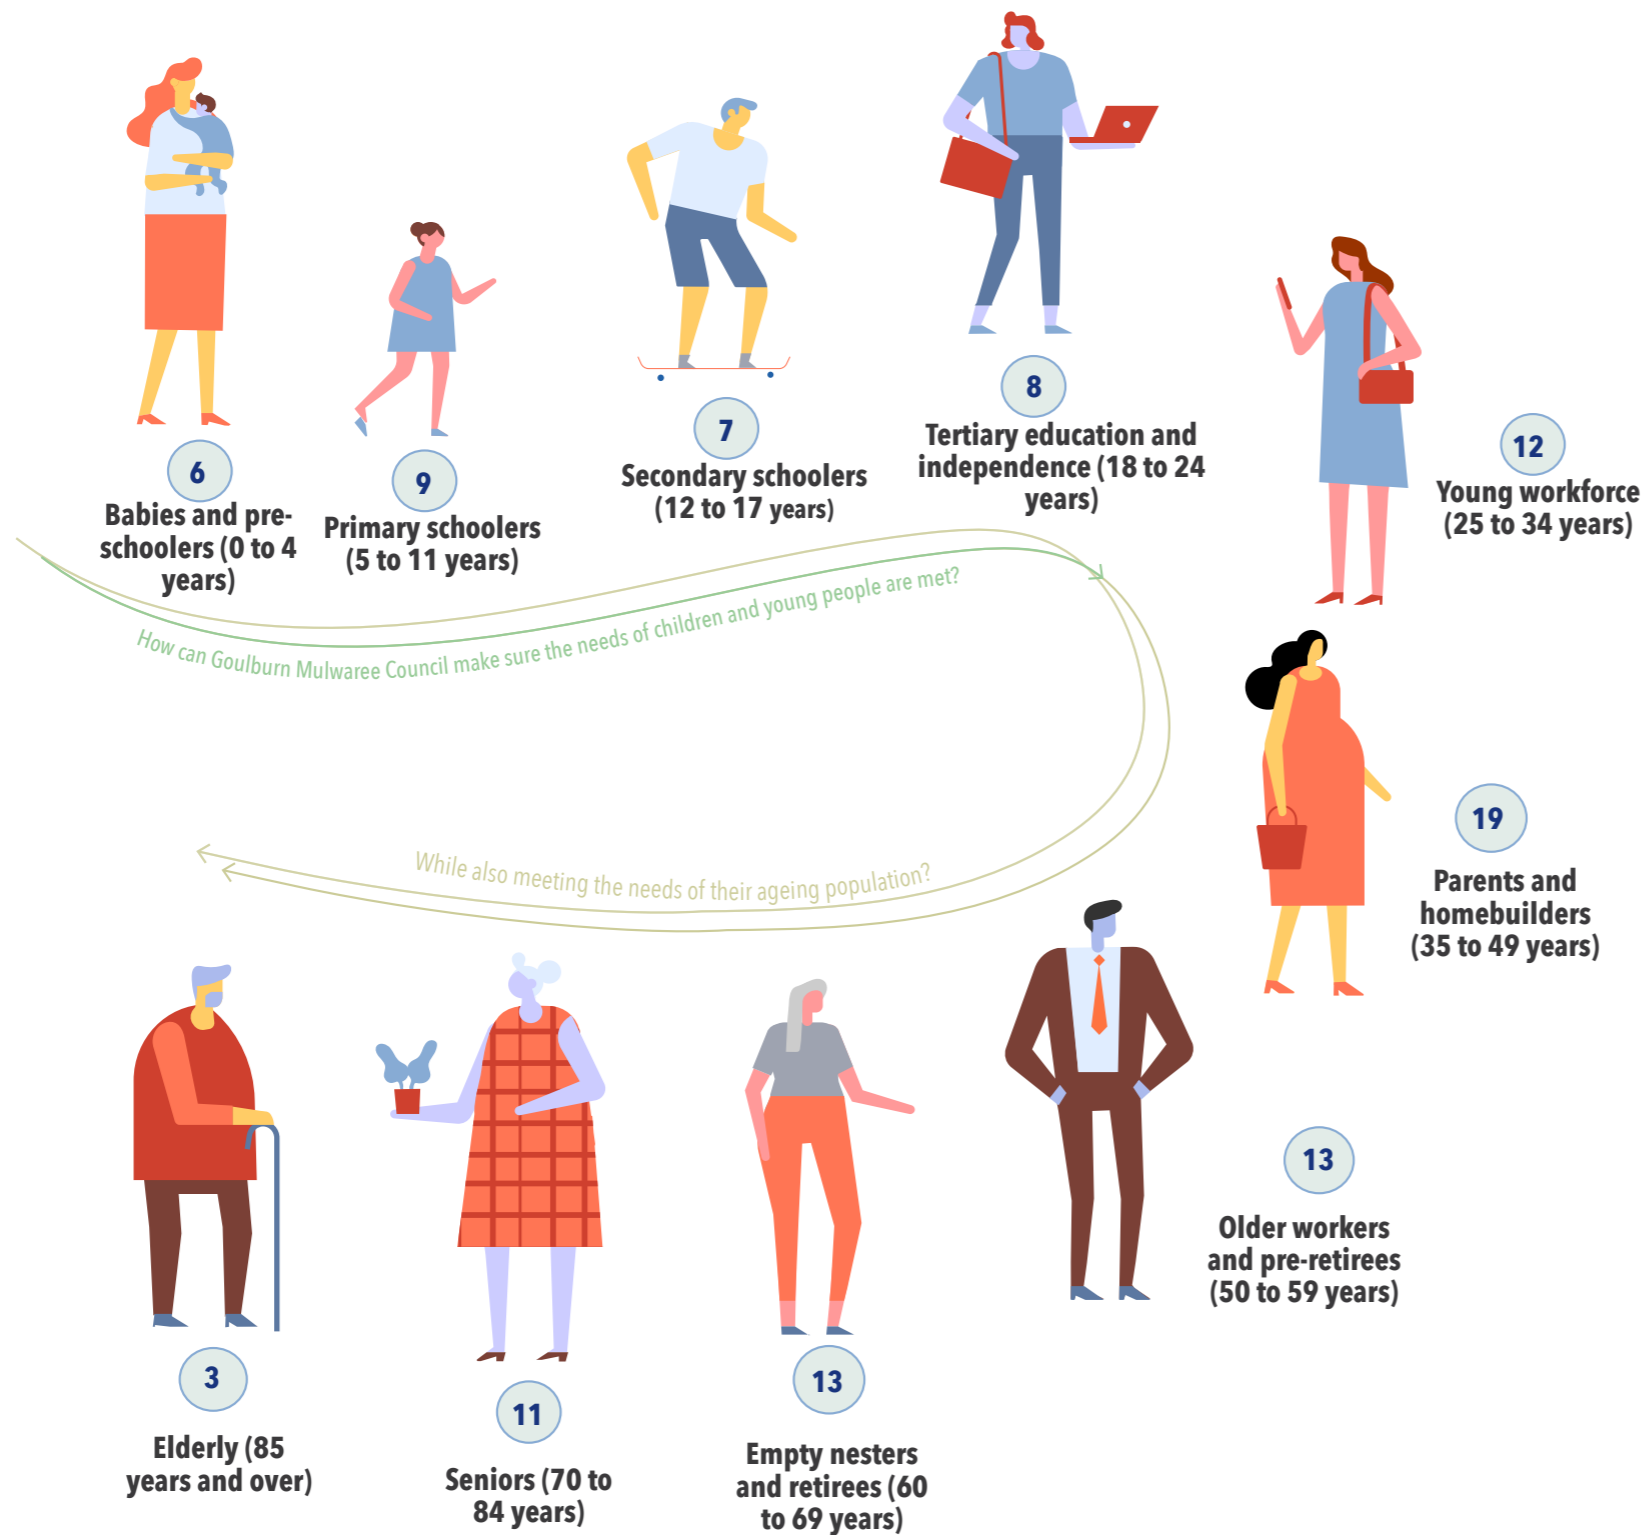 6
Babies and pre-
schoolers (0 to 4
years)
9
Primary schoolers
(5 to 11 years)
7
Secondary schoolers
(12 to 17 years)
8
Tertiary education and
independence (18 to 24
years)
12
Young workforce
(25 to 34 years)
How can Goulburn Mulwaree Council make sure the needs of children and young people are met?
19
Parents and
homebuilders
(35 to 49 years)
While also meeting the needs of their ageing population?
13
Older workers
and pre-retirees
(50 to 59 years)
13
Empty nesters
and retirees (60
to 69 years)
11
Seniors (70 to
84 years)
3
Elderly (85
years and over)